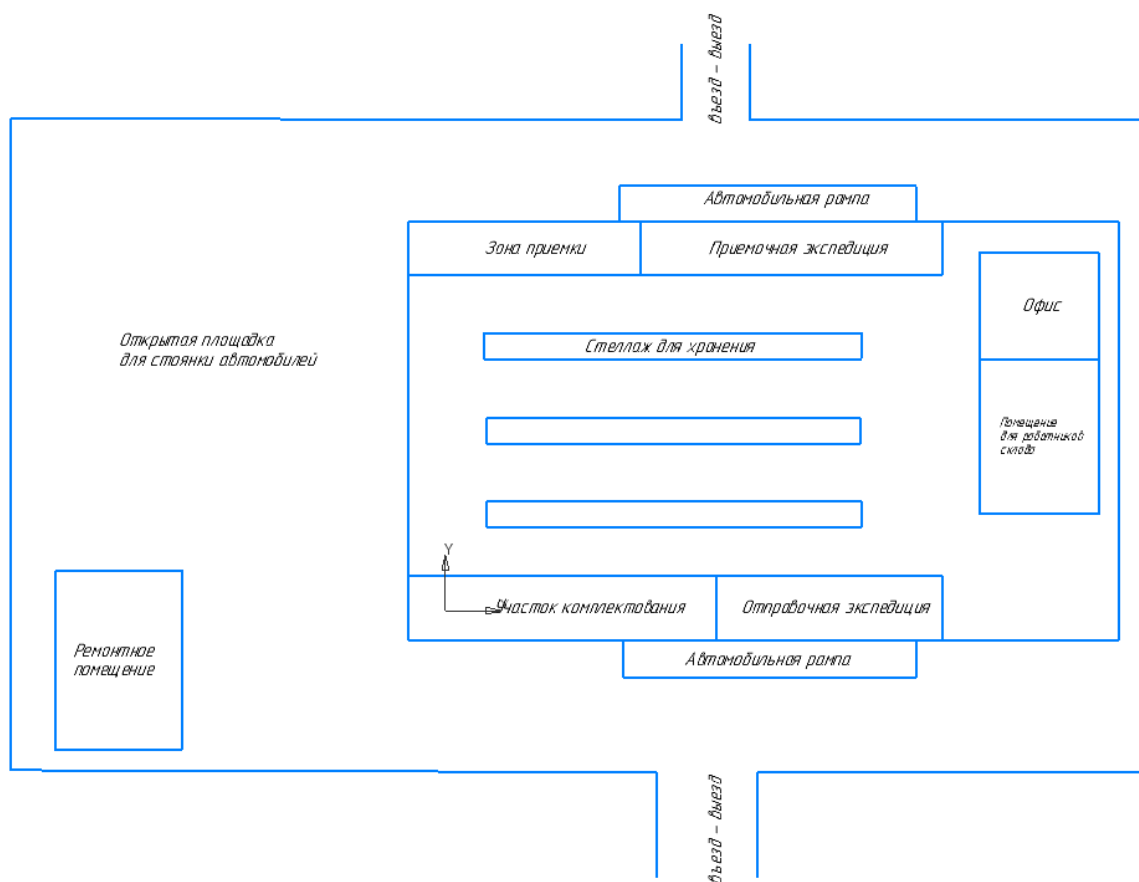 въезд - выезд
Автомобильная рампа
Зона приемки
Приемочная экспедиция
Офис
Открытая площадка
для стоянки автомобилей
Стеллаж для хранения
Помещение
для работников
склада
Y
Участок комплектования
Отправочная экспедиция
Ремонтное
помещение
Автомобильная рампа
въезд - выезд